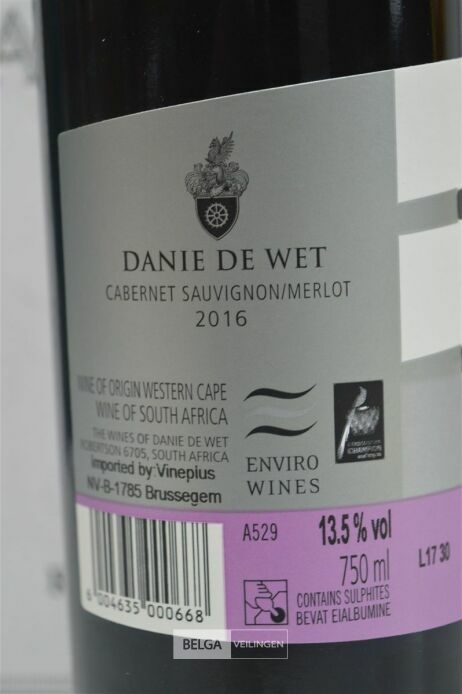 DANIE DE WET
CABERNET SAUVIGNON/MERLOT
2016
WINE OF ORIGIN WESTERN CAPE
WINE OF SOUTH AFRICA
THE WINES OF DANIE DE WET
ROBERTSON 6705, SOUTH AFRICA
Imported by: Vineplus
NV-B-1785 Brussegem
ENVIRO
WINES
CHAMPION
A529
13.5 % vol
750 ml
CONTAINS SULPHITES
BEVAT EIALBUMINE
L17 30
6 004635 000668
BELGA VEILINGEN